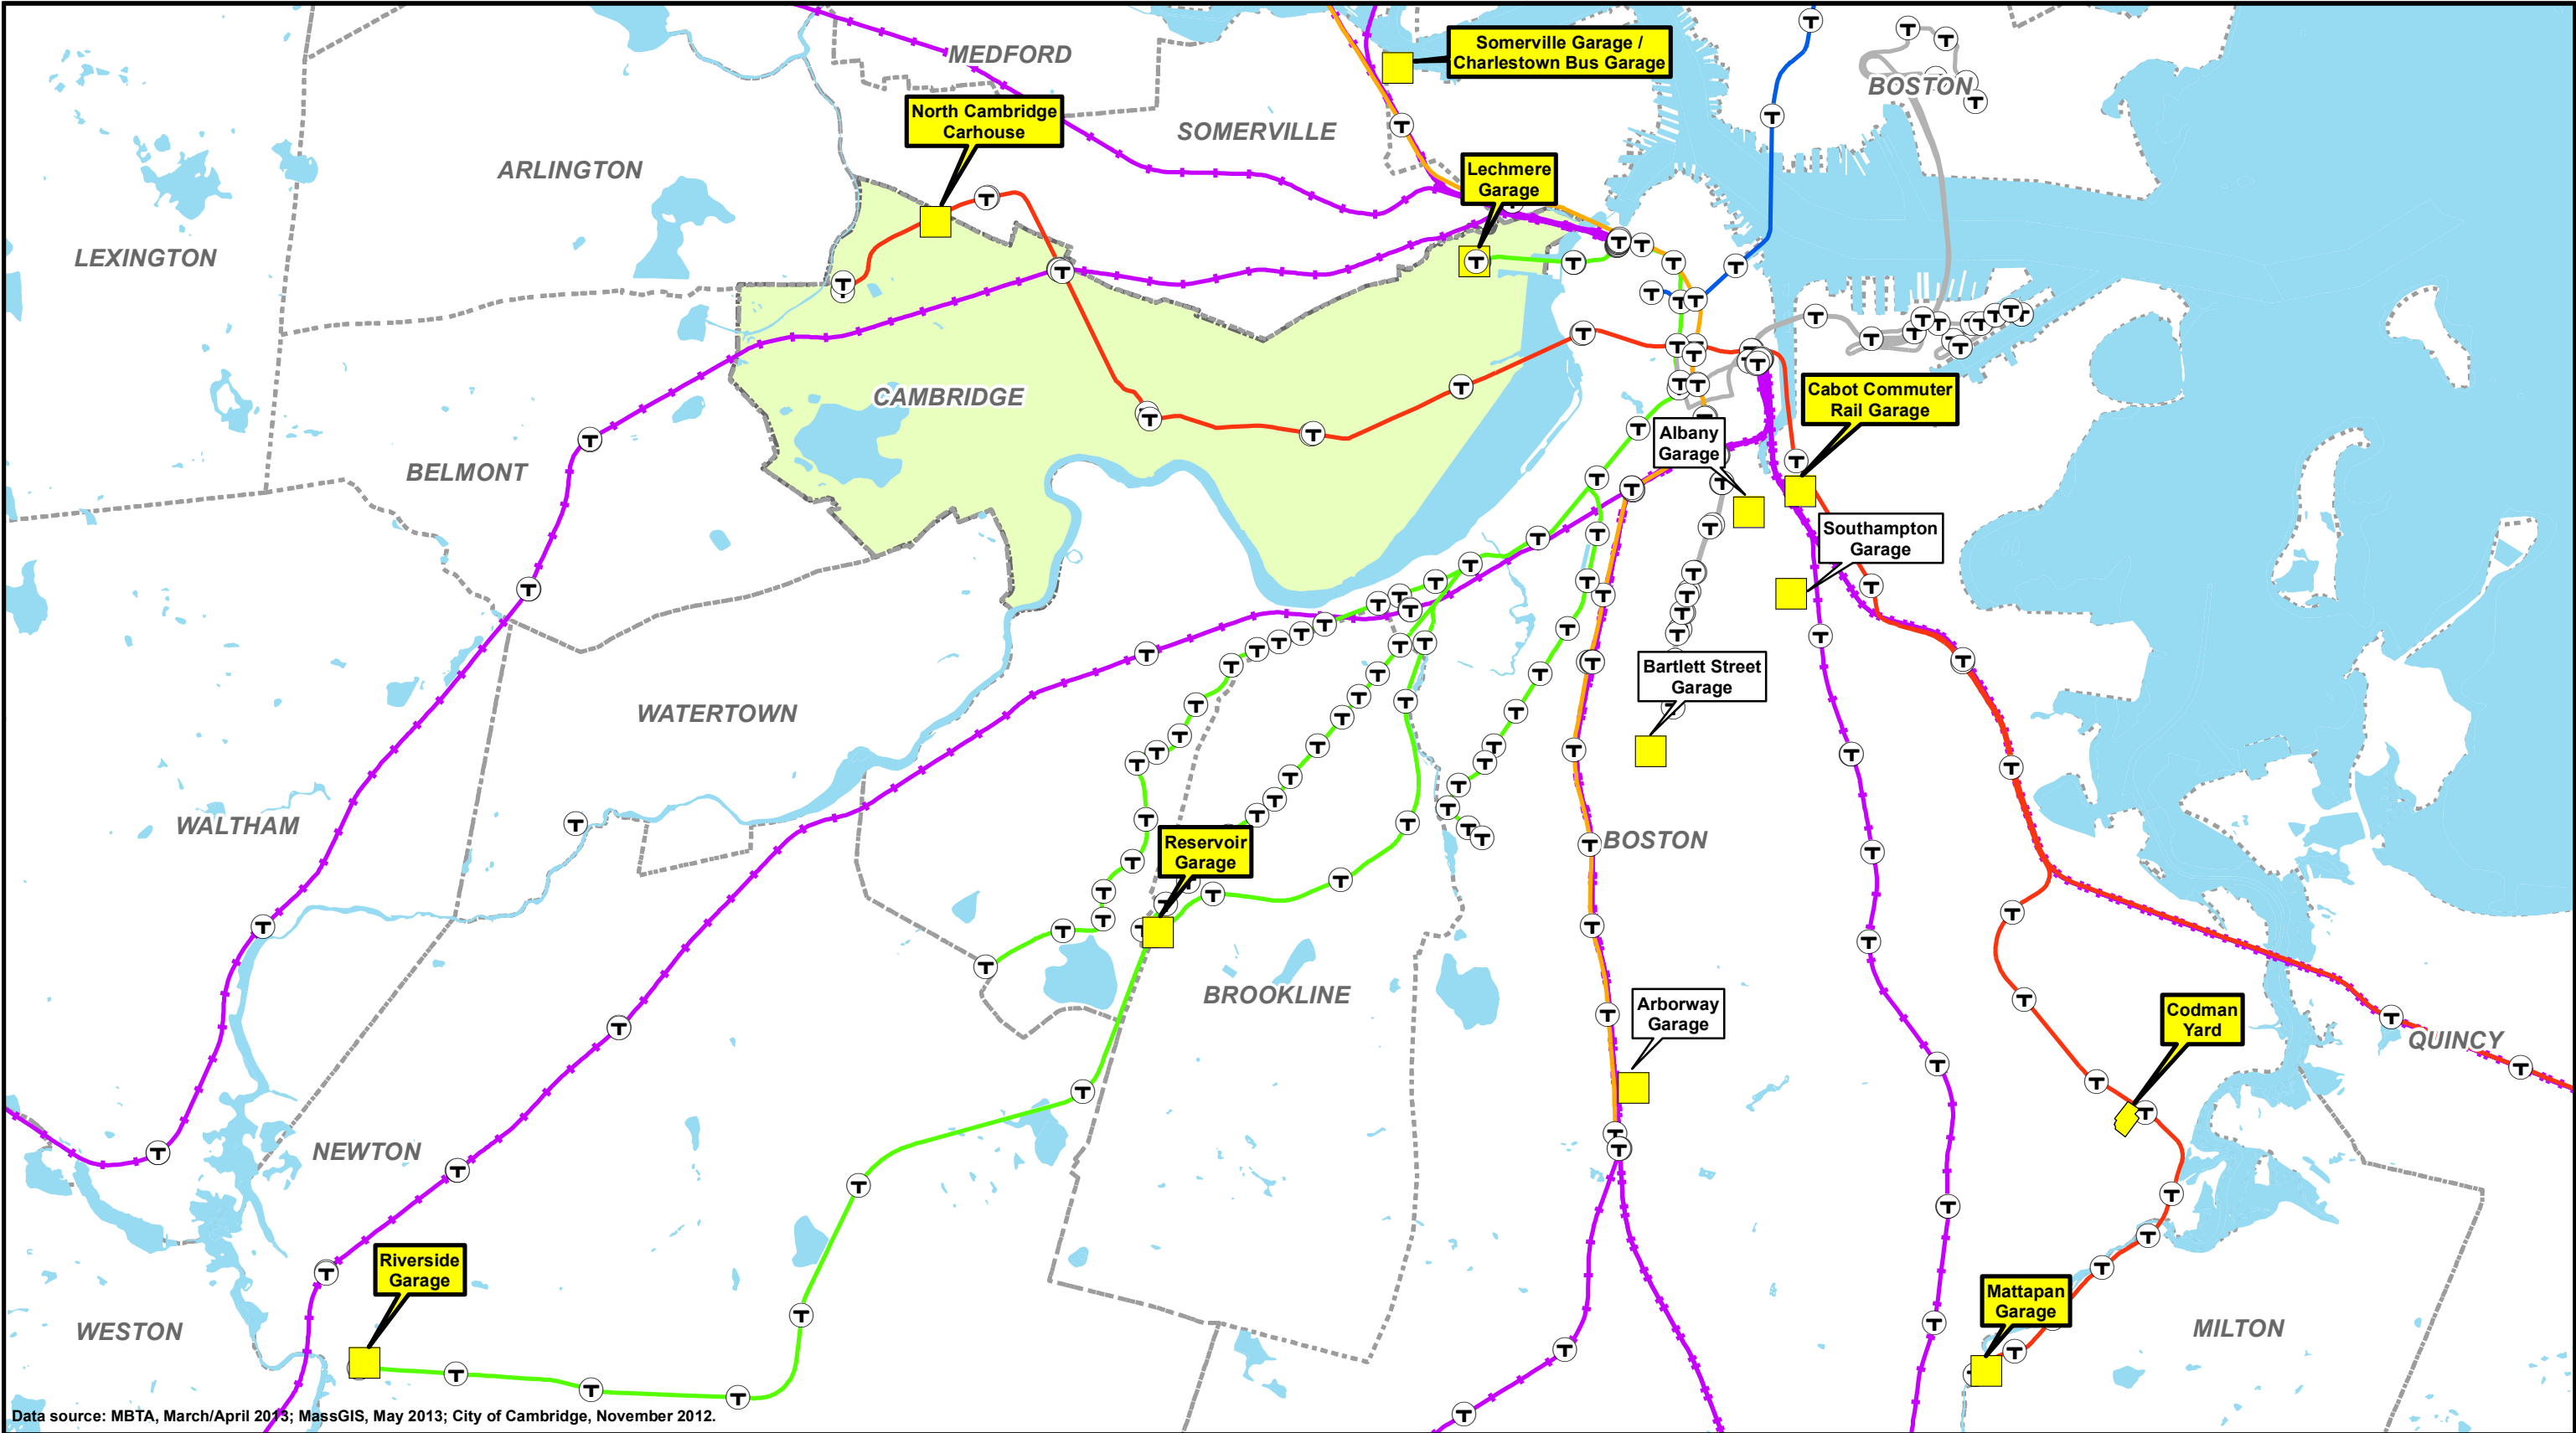 MEDFORD
Somerville Garage /
Charlestown Bus Garage
BOSTON
North Cambridge
Carhouse
SOMERVILLE
ARLINGTON
Lechmere
Garage
LEXINGTON
CAMBRIDGE
Cabot Commuter
Rail Garage
Albany
Garage
BELMONT
Southampton
Garage
Bartlett Street
Garage
WATERTOWN
WALTHAM
Reservoir
Garage
BOSTON
BROOKLINE
Arborway
Garage
Codman
Yard
QUINCY
NEWTON
Riverside
Garage
Mattapan
Garage
WESTON
MILTON
Data source: MBTA, March/April 2013; MassGIS, May 2013; City of Cambridge, November 2012.